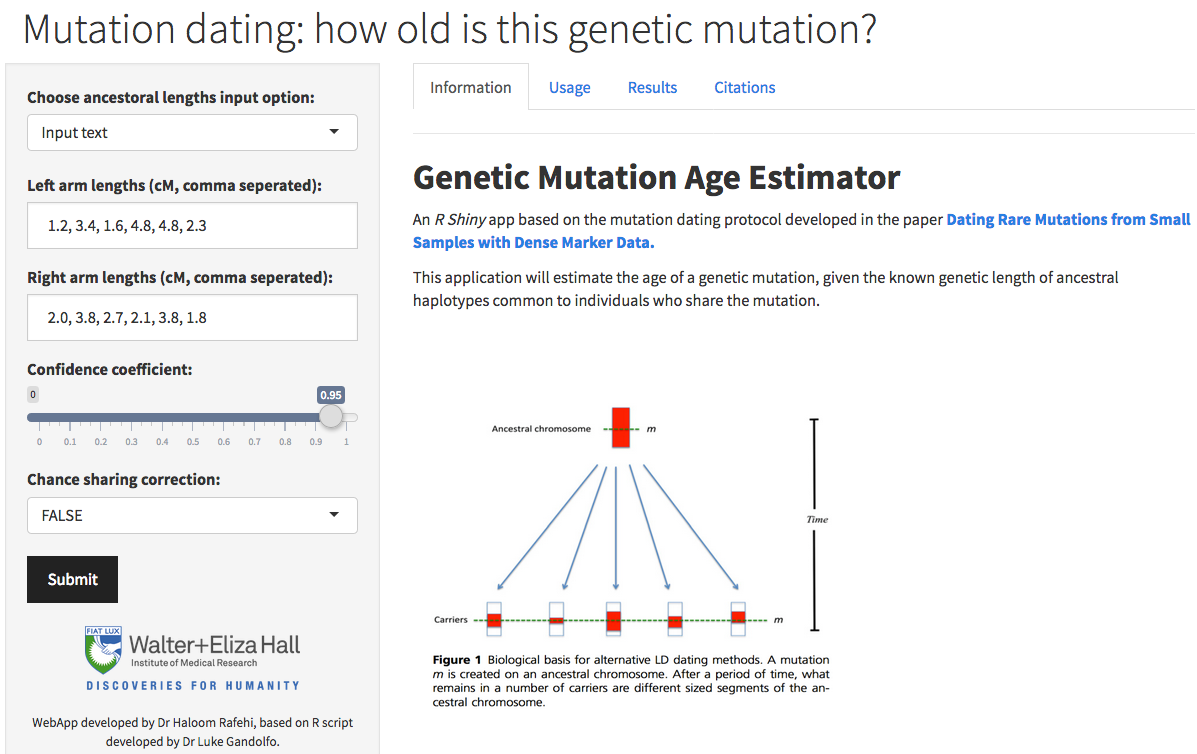 Mutation dating: how old is this genetic mutation?
Choose ancestoral lengths input option:
Input text
Left arm lengths (cM, comma seperated):
1.2, 3.4, 1.6, 4.8, 4.8, 2.3
Right arm lengths (cM, comma seperated):
2.0, 3.8, 2.7, 2.1, 3.8, 1.8
Confidence coefficient:
0 0.95
0 0.1 0.2 0.3 0.4 0.5 0.6 0.7 0.8 0.9 1
Chance sharing correction:
FALSE
Submit
FIAT LUX
Walter+Eliza Hall
Institute of Medical Research
DISCOVERIES FOR HUMANITY
WebApp developed by Dr Haloom Rafehi, based on R script
developed by Dr Luke Gandolfo.
Information Usage Results Citations
Genetic Mutation Age Estimator
An R Shiny app based on the mutation dating protocol developed in the paper Dating Rare Mutations from Small
Samples with Dense Marker Data.
This application will estimate the age of a genetic mutation, given the known genetic length of ancestral
haplotypes common to individuals who share the mutation.
Ancestral chromosome m
Time
Carriers m
Figure 1 Biological basis for alternative LD dating methods. A mutation
m is created on an ancestral chromosome. After a period of time, what
remains in a number of carriers are different sized segments of the an-
cestral chromosome.